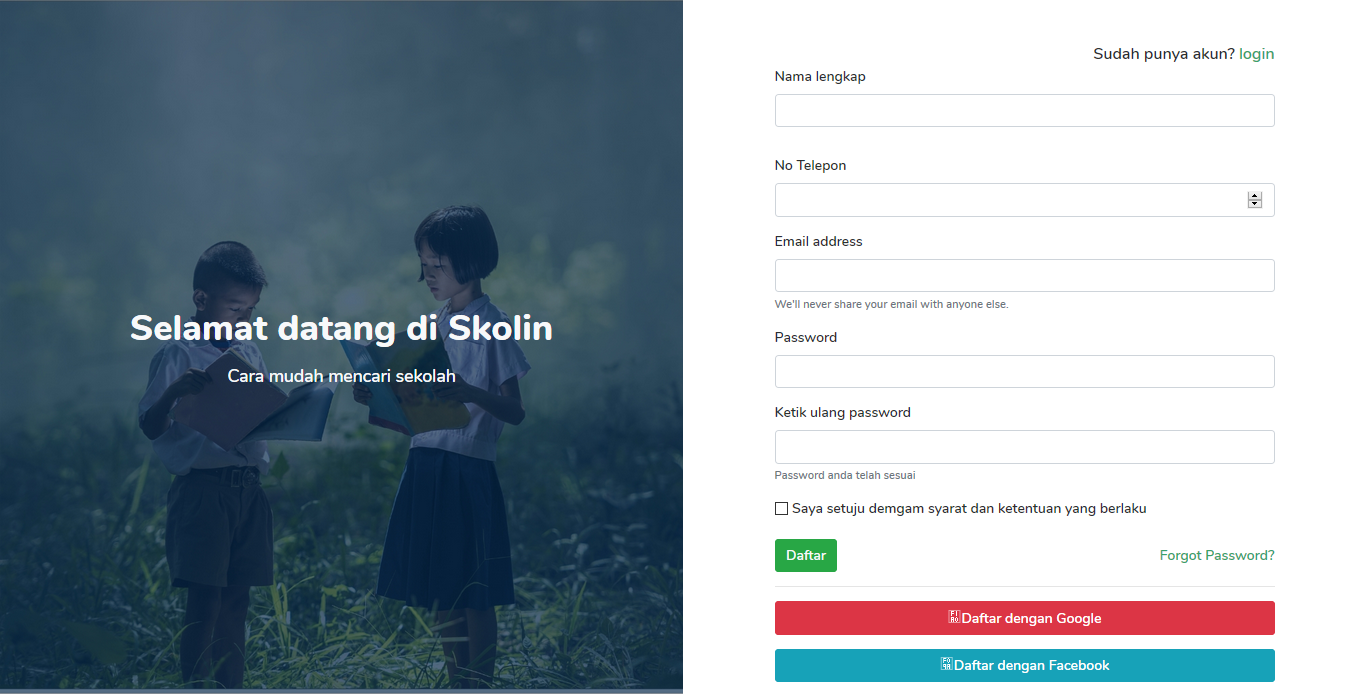 Selamat datang di Skolin
Cara mudah mencari sekolah
Sudah punya akun? login
Nama lengkap
No Telepon
Email address
We'll never share your email with anyone else.
Password
Ketik ulang password
Password anda telah sesuai
Saya setuju demgam syarat dan ketentuan yang berlaku
Daftar
Forgot Password?
Daftar dengan Google
Daftar dengan Facebook